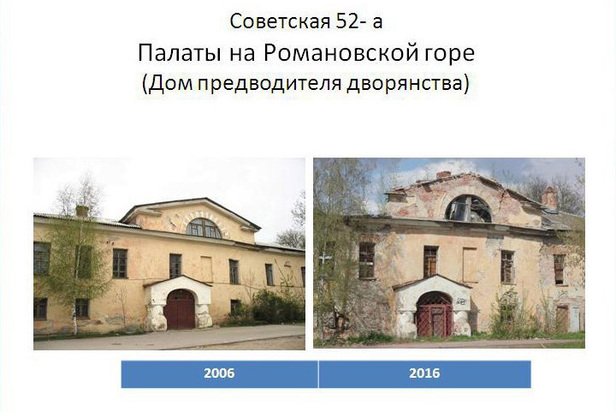 Советская 52- а
Палаты на Романовской горе
(Дом предводителя дворянства)
2006
2016